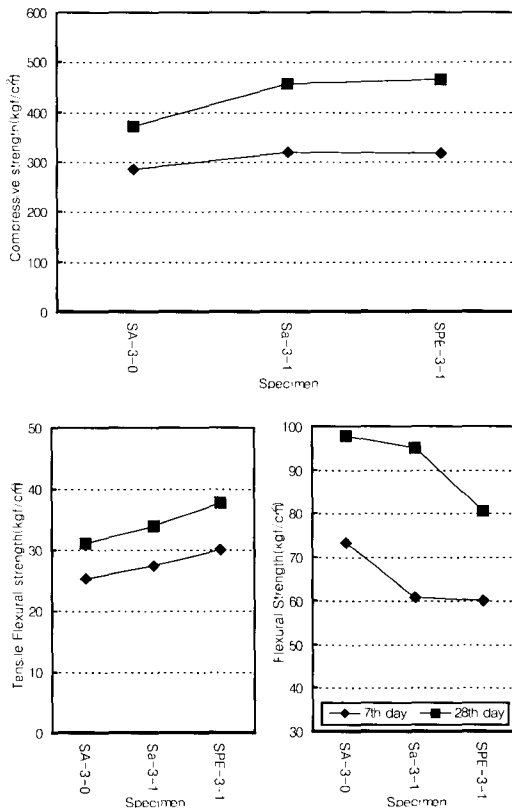 Compressive strength(kgf/cm²)
600
500
400
300
200
100
0
SA-3-0
Sa-3-1
SPE-3-1
Specimen
Tensile Flexural strength(kgf/cm²)
50
40
30
20
10
0
SA-3-0
Sa-3-1
SPE-3-1
Specimen
Flexural Strength(kgf/cm²)
100
90
80
70
60
50
40
30
7th day
28th day
SA-3-0
Sa-3-1
SPE-3-1
Specimen